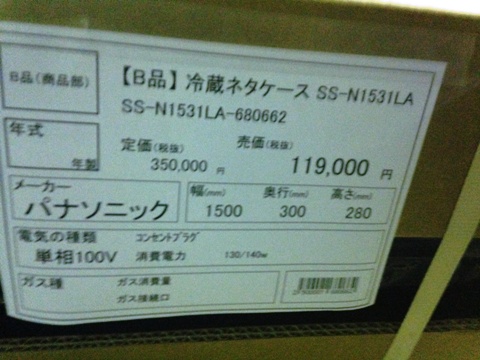 B品(商品部)
【B品】冷蔵ネタケース SS-N1531LA
SS-N1531LA-680662
年式
年製
定価(税抜)
350,000 円
売価(税抜)
119,000 円
メーカー
パナソニック
幅(mm)
1500
奥行(mm)
300
高さ(mm)
280
電気の種類
単相100V
コンセントプラグ
消費電力
130/140w
ガス種
ガス消費量
ガス接続口